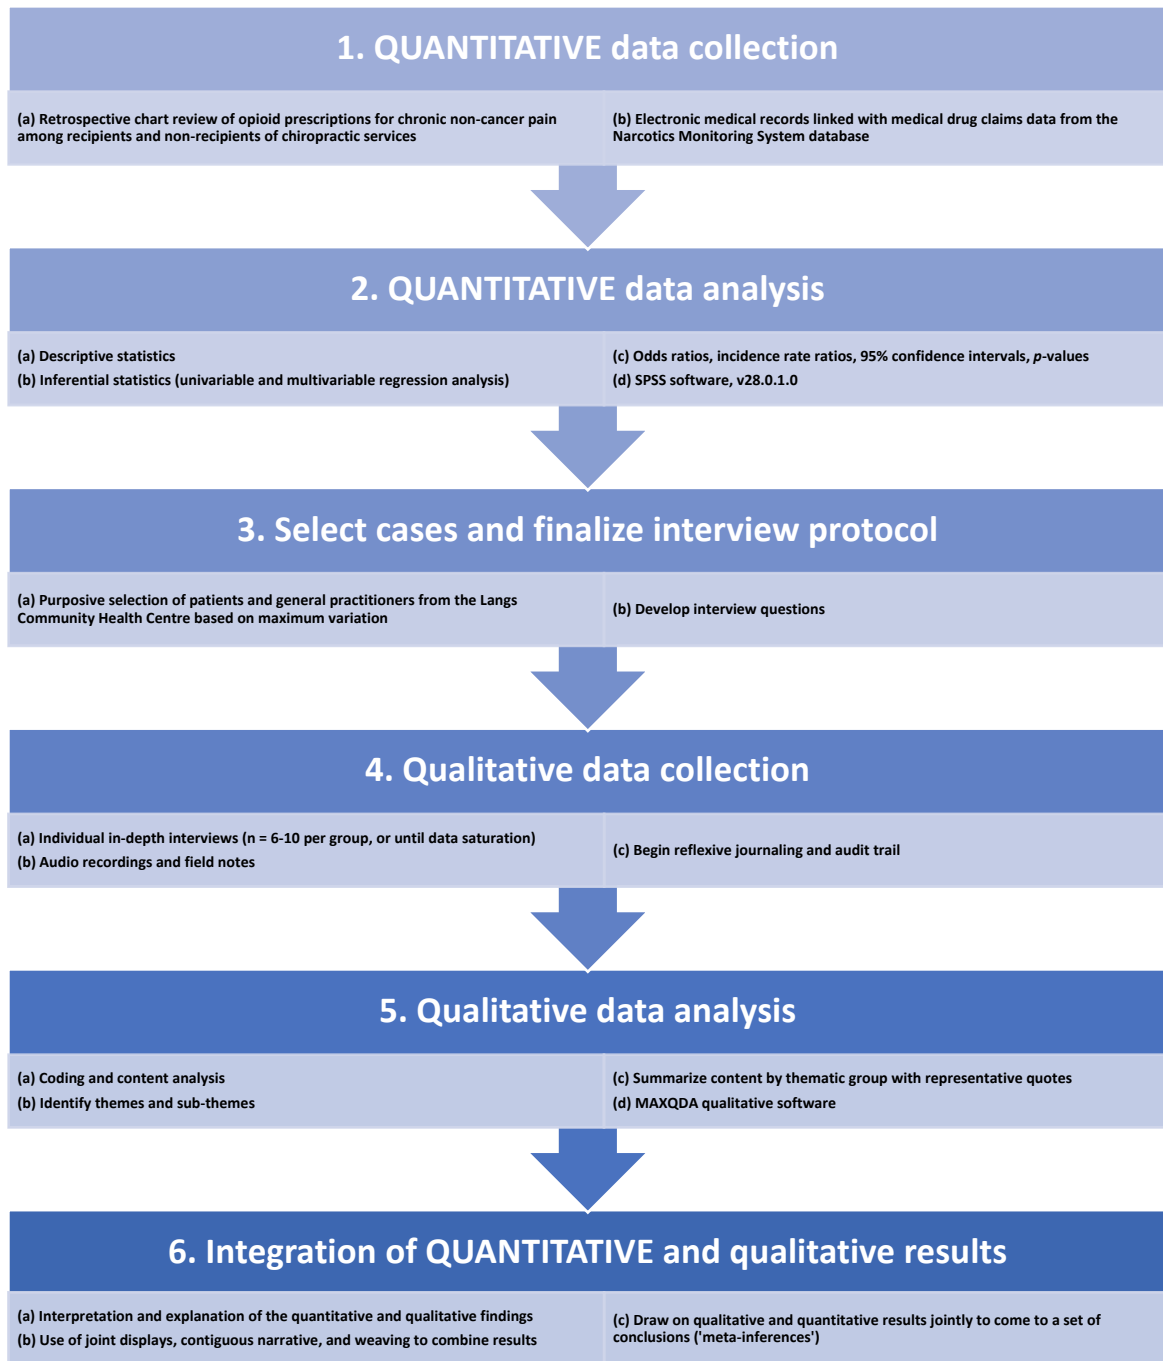 1. QUANTITATIVE data collection
(a) Retrospective chart review of opioid prescriptions for chronic non-cancer pain
among recipients and non-recipients of chiropractic services
(b) Electronic medical records linked with medical drug claims data from the
Narcotics Monitoring System database
2. QUANTITATIVE data analysis
(a) Descriptive statistics
(b) Inferential statistics (univariable and multivariable regression analysis)
(c) Odds ratios, incidence rate ratios, 95% confidence intervals, p-values
(d) SPSS software, v28.0.1.0
3. Select cases and finalize interview protocol
(a) Purposive selection of patients and general practitioners from the Langs
Community Health Centre based on maximum variation
(b) Develop interview questions
4. Qualitative data collection
(a) Individual in-depth interviews (n = 6-10 per group, or until data saturation)
(b) Audio recordings and field notes
(c) Begin reflexive journaling and audit trail
5. Qualitative data analysis
(a) Coding and content analysis
(b) Identify themes and sub-themes
(c) Summarize content by thematic group with representative quotes
(d) MAXQDA qualitative software
6. Integration of QUANTITATIVE and qualitative results
(a) Interpretation and explanation of the quantitative and qualitative findings
(b) Use of joint displays, contiguous narrative, and weaving to combine results
(c) Draw on qualitative and quantitative results jointly to come to a set of
conclusions ('meta-inferences')